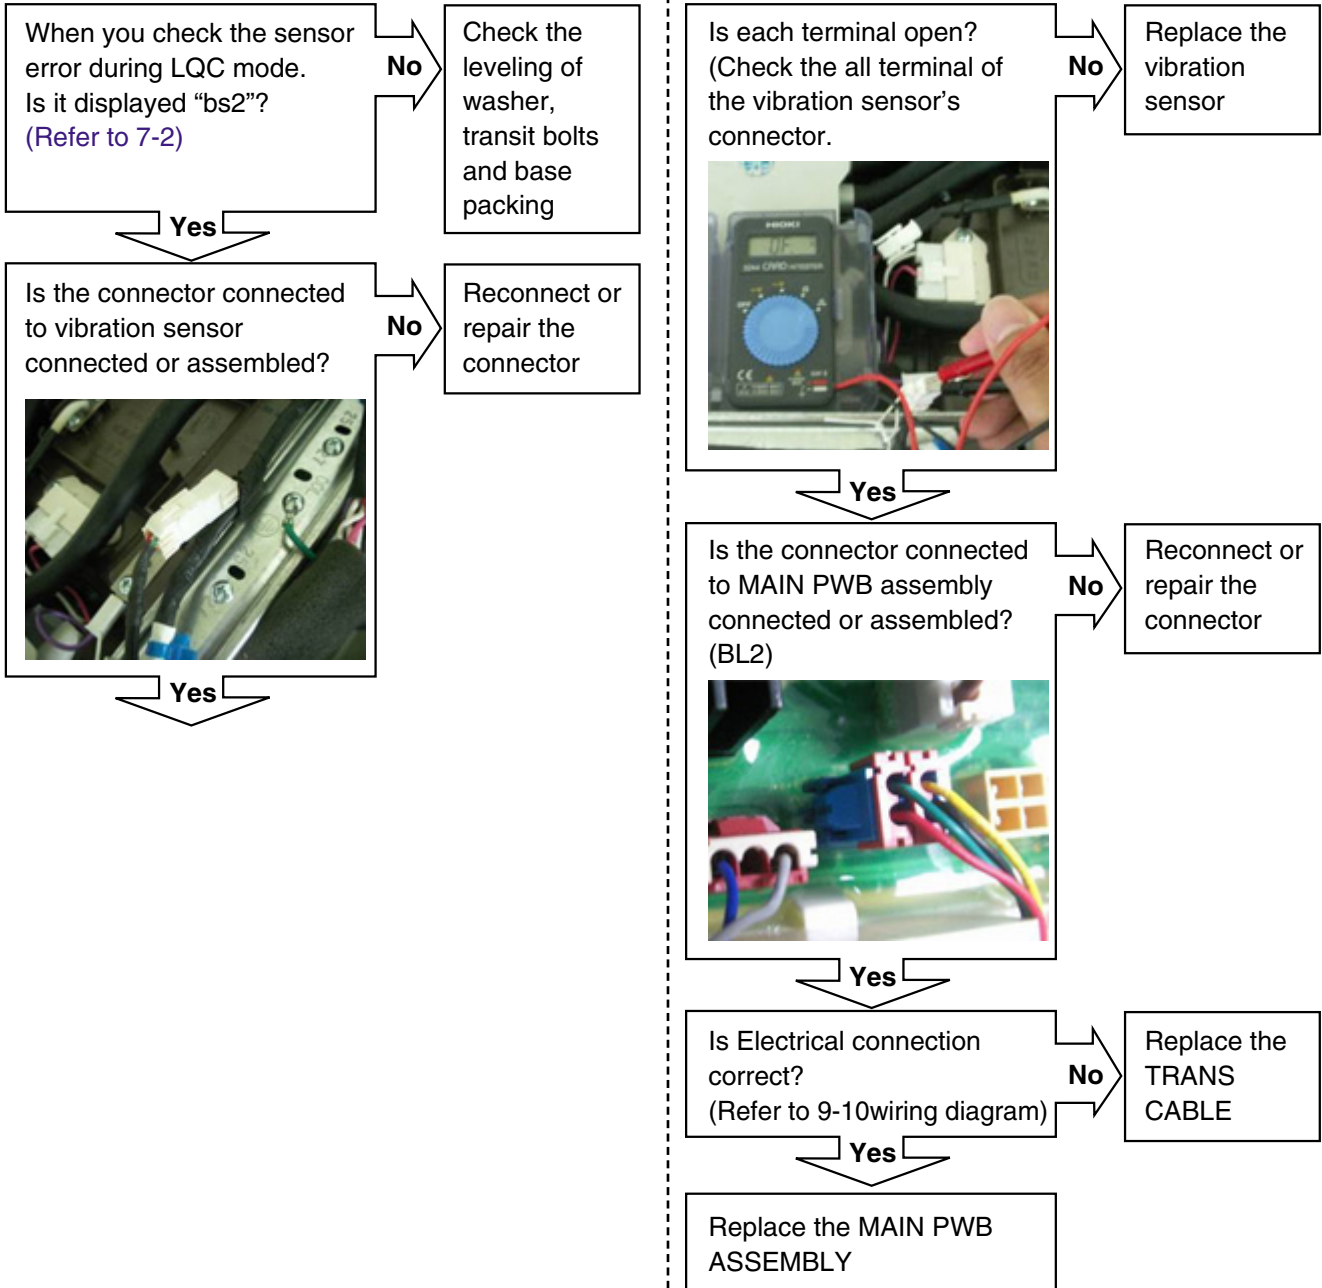 When you check the sensor
error during LQC mode.
Is it displayed “bs2”?
(Refer to 7-2)
No
Check the
leveling of
washer,
transit bolts
and base
packing
Yes
Is the connector connected
to vibration sensor
connected or assembled?
No
Reconnect or
repair the
connector
Yes
Is each terminal open?
(Check the all terminal of
the vibration sensor’s
connector.
No
Replace the
vibration
sensor
HIOKI
OFF
CE
Yes
Is the connector connected
to MAIN PWB assembly
connected or assembled?
(BL2)
No
Reconnect or
repair the
connector
Yes
Is Electrical connection
correct?
(Refer to 9-10wiring diagram)
No
Replace the
TRANS
CABLE
Yes
Replace the MAIN PWB
ASSEMBLY